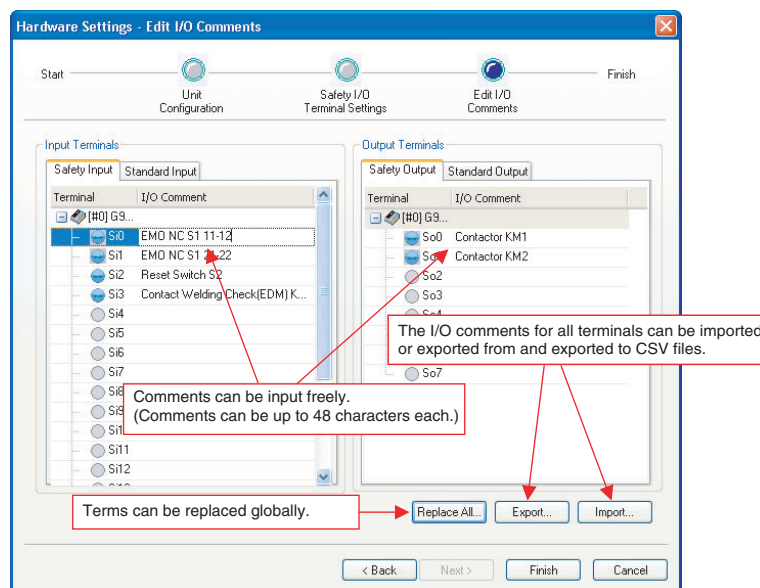 Hardware Settings - Edit I/O Comments
Start
Unit
Configuration
Safety I/O
Terminal Settings
Edit I/O
Comments
Finish
Input Terminals
Safety Input
Standard Input
Terminal
I/O Comment
[#0] G9...
Si0 EMO NC S1 11-12
Si1 EMO NC S1 21-22
Si2 Reset Switch S2
Si3 Contact Welding Check(EDM) K...
Si4
Si5
Si6
Si7
Si8
Si9
Si11
Si12
Output Terminals
Safety Output
Standard Output
Terminal
I/O Comment
[#0] G9...
So0 Contactor KM1
Contactor KM2
So2
So3
So7
The I/O comments for all terminals can be imported
or exported from and exported to CSV files.
Comments can be input freely.
(Comments can be up to 48 characters each.)
Terms can be replaced globally.
Replace All...
Export...
Import...
< Back
Next >
Finish
Cancel